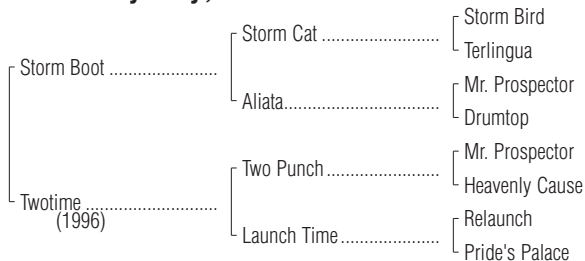 Storm Bird
Storm Cat ........................
Terlingua
Storm Boot ......................
Mr. Prospector
Aliata................................
Drumtop
Mr. Prospector
Two Punch .......................
Heavenly Cause
Twotime ...........................
(1996)
Relaunch
Launch Time....................
Pride's Palace